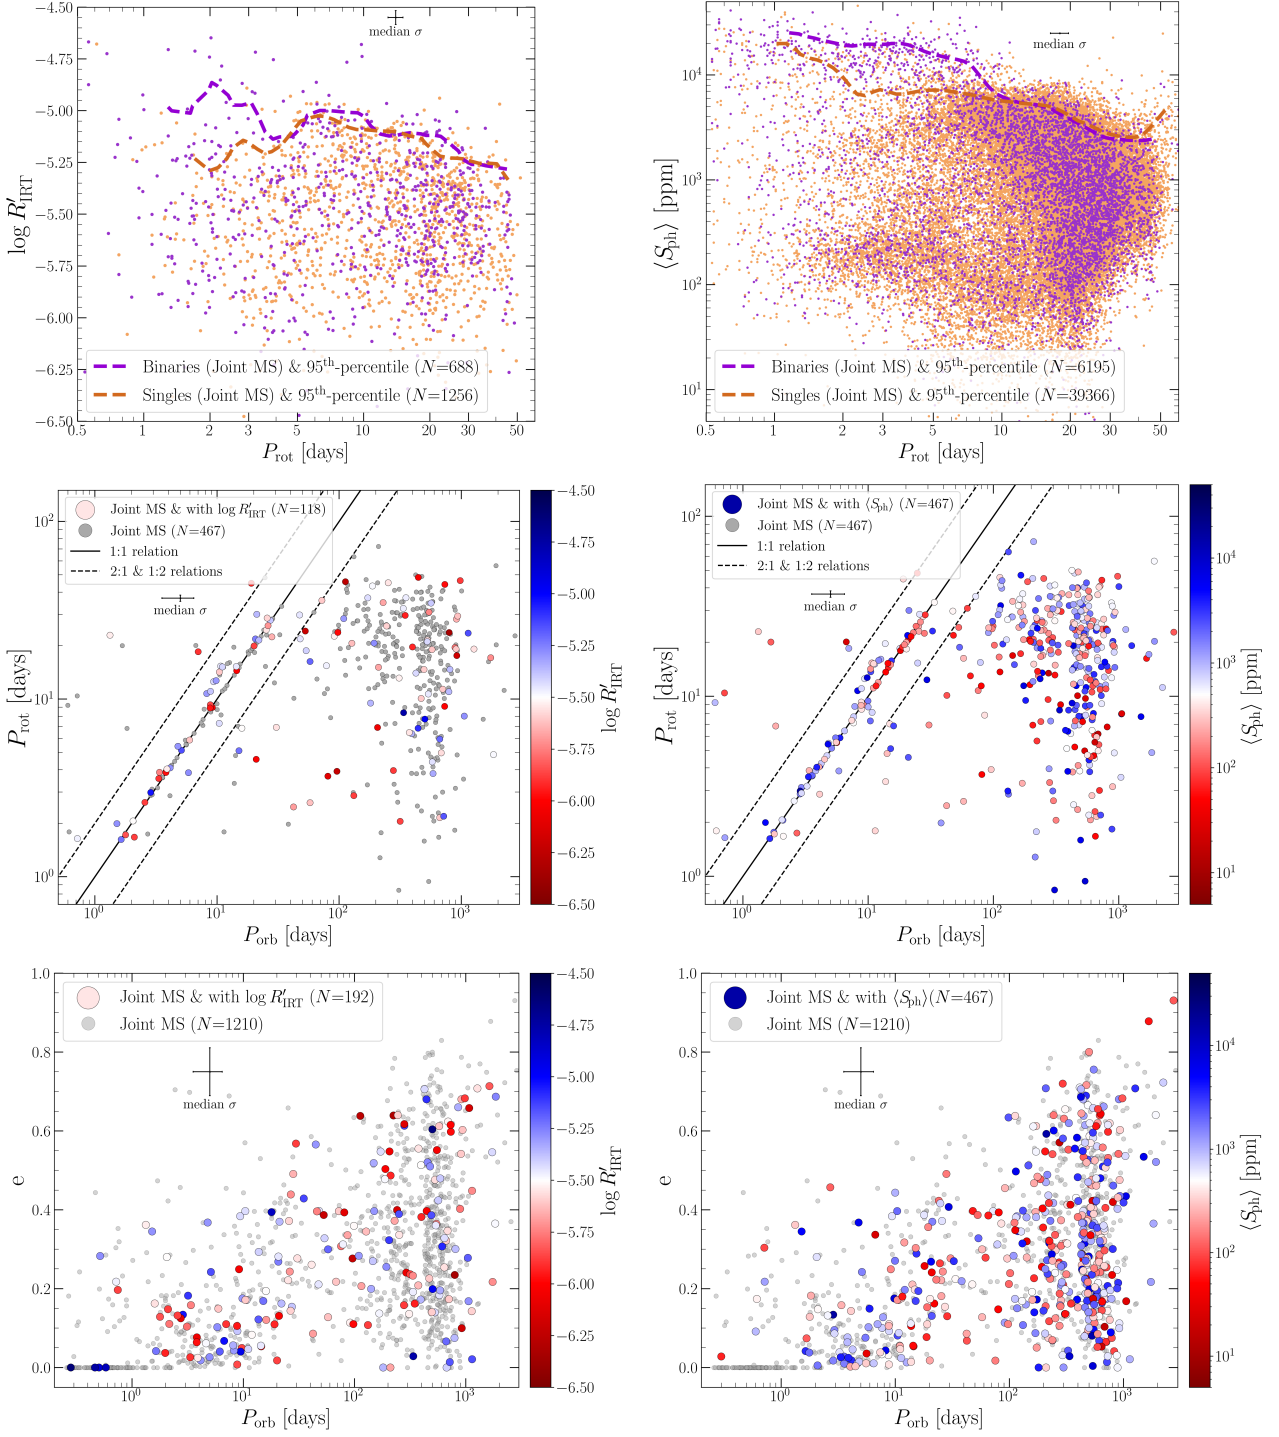 −4.50
−4.75
−5.00
−5.25
−5.50
−5.75
−6.00
−6.25
−6.50
log R′IRT
median σ
Binaries (Joint MS) & 95th-percentile (N=688)
Singles (Joint MS) & 95th-percentile (N=1256)
0.5 1 2 3 5 10 20 30 50
Prot [days]
10⁴
10³
10²
10¹
⟨Sph⟩ [ppm]
median σ
Binaries (Joint MS) & 95th-percentile (N=6195)
Singles (Joint MS) & 95th-percentile (N=39366)
0.5 1 2 3 5 10 20 30 50
Prot [days]
Joint MS & with log R′IRT (N=118)
Joint MS (N=467)
1:1 relation
2:1 & 1:2 relations
median σ
10²
10¹
10⁰
Prot [days]
10⁰ 10¹ 10² 10³
Porb [days]
−4.50
−4.75
−5.00
−5.25
−5.50
−5.75
−6.00
−6.25
−6.50
log R′IRT
Joint MS & with ⟨Sph⟩ (N=467)
Joint MS (N=467)
1:1 relation
2:1 & 1:2 relations
median σ
10²
10¹
10⁰
Prot [days]
10⁰ 10¹ 10² 10³
Porb [days]
10⁴
10³
10²
10¹
⟨Sph⟩ [ppm]
Joint MS & with log R′IRT (N=192)
Joint MS (N=1210)
median σ
1.0
0.8
0.6
0.4
0.2
0.0
e
10⁰ 10¹ 10² 10³
Porb [days]
−4.50
−4.75
−5.00
−5.25
−5.50
−5.75
−6.00
−6.25
−6.50
log R′IRT
Joint MS & with ⟨Sph⟩(N=467)
Joint MS (N=1210)
median σ
1.0
0.8
0.6
0.4
0.2
0.0
e
10⁰ 10¹ 10² 10³
Porb [days]
10⁴
10³
10²
10¹
⟨Sph⟩ [ppm]